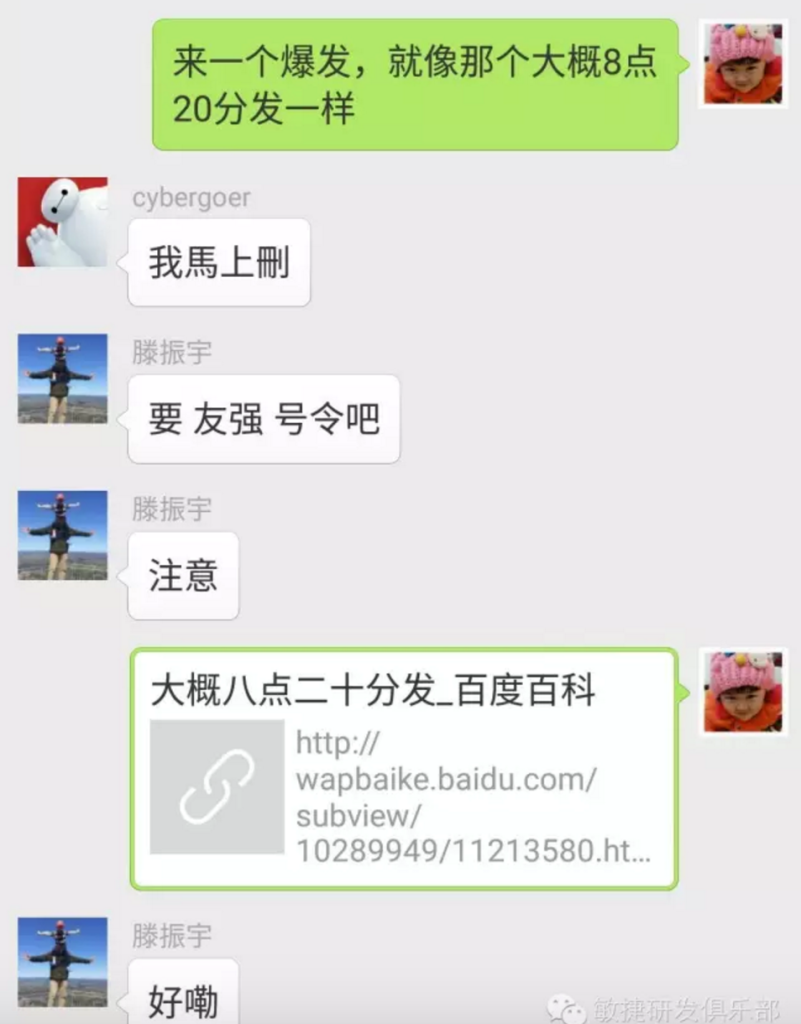 来一个爆发，就像那个大概8点
20分发一样
cybergoer
我馬上刪
滕振宇
要 友强 号令吧
滕振宇
注意
大概八点二十分发_百度百科
http://
wapbaike.baidu.com/
subview/
10289949/11213580.ht...
滕振宇
好嘞
敏捷研发俱乐部